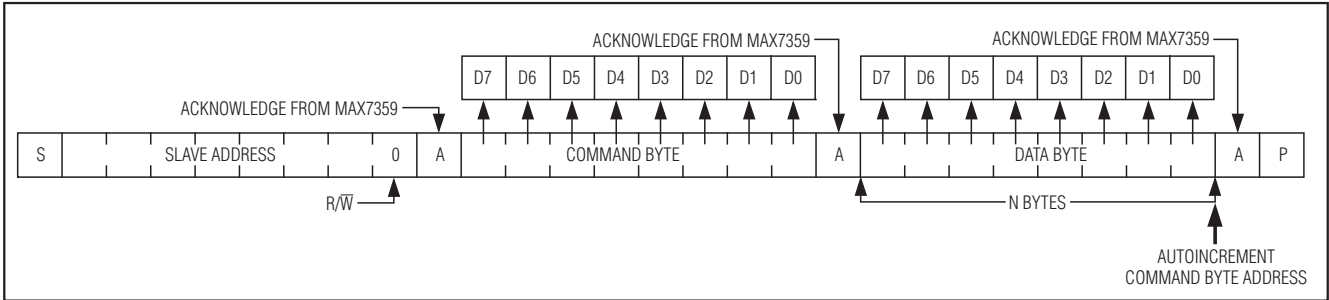 ACKNOWLEDGE FROM MAX7359 ACKNOWLEDGE FROM MAX7359
D7 D6 D5 D4 D3 D2 D1 D0 D7 D6 D5 D4 D3 D2 D1 D0
ACKNOWLEDGE FROM MAX7359
S SLAVE ADDRESS 0 A COMMAND BYTE A DATA BYTE A P
R/W̅ N BYTES
AUTOINCREMENT
COMMAND BYTE ADDRESS